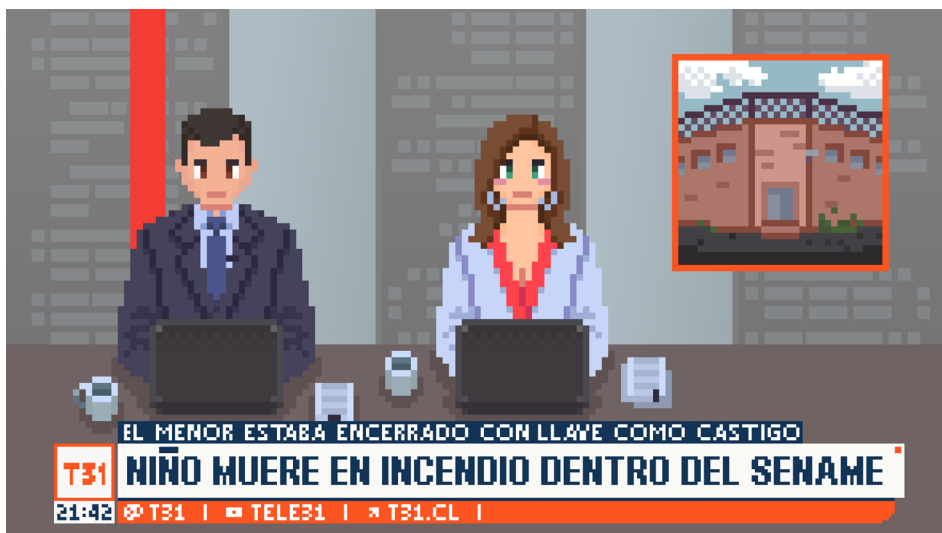 EL MENOR ESTABA ENCERRADO CON LLAVE COMO CASTIGO
T31 NIÑO MUERE EN INCENDIO DENTRO DEL SENAME
21:42 @ T31 | TELE31 | T31.CL |